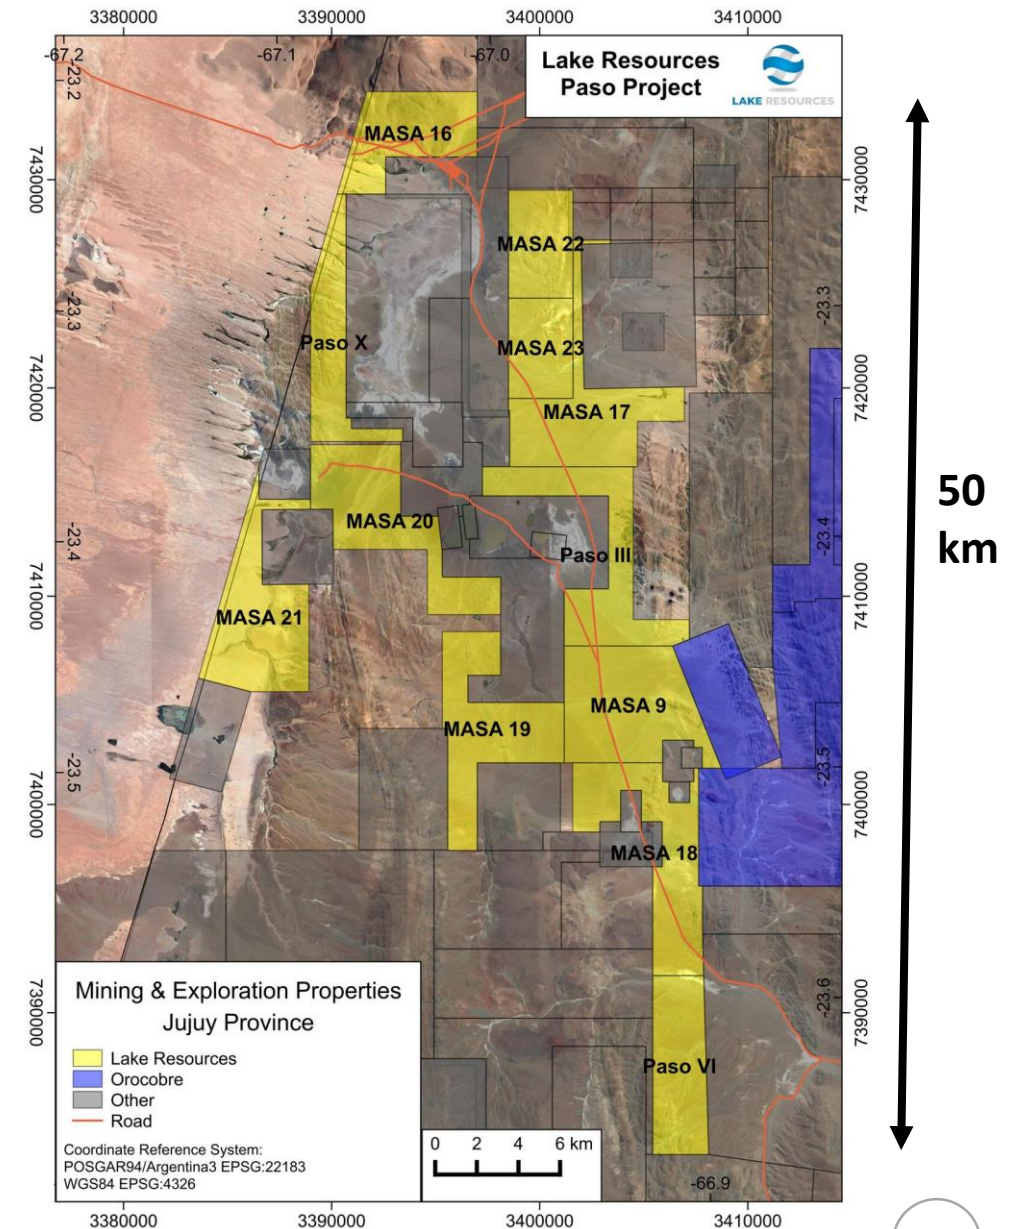 3380000 3390000 3400000 3410000
-67.2 -67.1 -67.0
Lake Resources
Paso Project
LAKE RESOURCES
-23.2
MASA 16
7430000
7430000
MASA 22
-23.3
-23.3
Paso X
MASA 23
7420000
7420000
MASA 17
50
km
MASA 20
-23.4
-23.4
Paso III
7410000
7410000
MASA 21
MASA 9
MASA 19
-23.5
-23.5
7400000
7400000
MASA 18
Mining & Exploration Properties
Jujuy Province
-23.6
7390000
7390000
Lake Resources
Orocobre
Other
Road
Paso VI
Coordinate Reference System:
POSGAR94/Argentina3 EPSG:22183
WGS84 EPSG:4326
0 2 4 6 km
-66.9
3380000 3390000 3400000 3410000